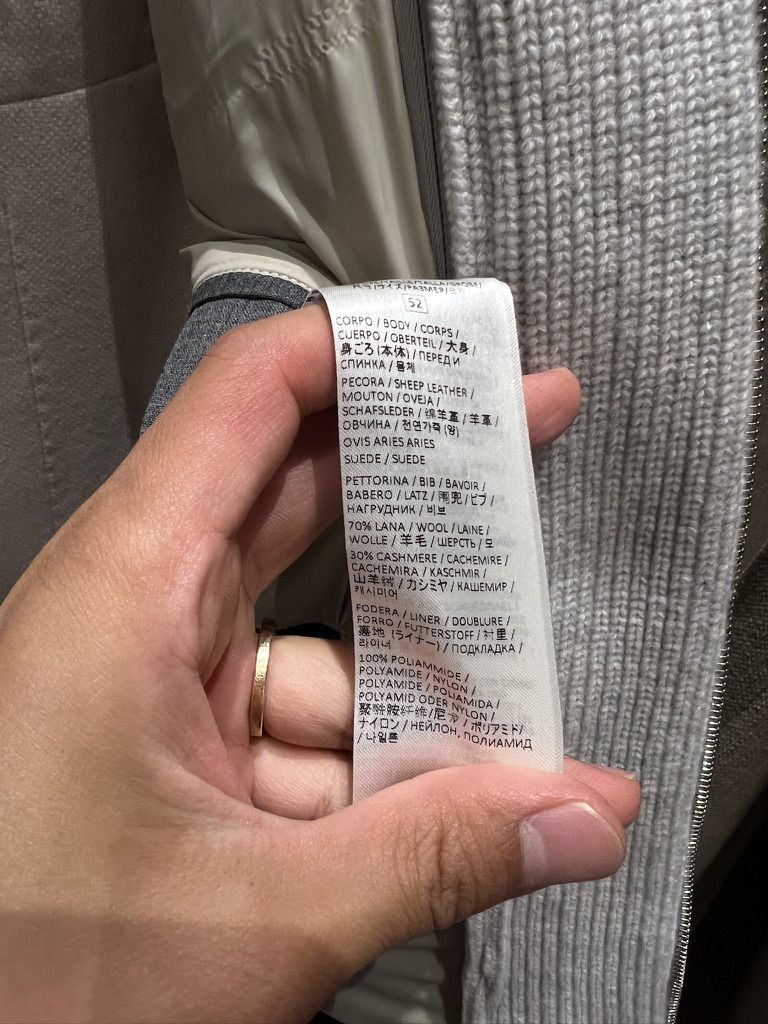 РАЗМЕР/
52
CORPO / BODY / CORPS /
CUERPO / OBERTEIL / 大身 /
身ごろ (本体) / ПЕРЕД И
СПИНКА / 몸체
PECORA / SHEEP LEATHER /
MOUTON / OVEJA /
SCHAFSLEDER / 绵羊革 / 羊革 /
ОВЧИНА / 천연가죽 (양)
OVIS ARIES ARIES
SUEDE / SUEDE
PETTORINA / BIB / BAVOIR /
BABERO / LATZ / 雨兜 / ビブ /
НАГРУДНИК / 비브
70% LANA / WOOL / LAINE /
WOLLE / 羊毛 / ШЕРСТЬ / 모
30% CASHMERE / CACHEMIRE /
CACHEMIRA / KASCHMIR /
山羊绒 / カシミヤ / КАШЕМИР /
캐시미어
FODERA / LINER / DOUBLURE /
FORRO / FUTTERSTOFF / 衬里 /
裏地 (ライナー) / ПОДКЛАДКА /
라이너
100% POLIAMMIDE /
POLYAMIDE / NYLON /
POLYAMIDE / POLIAMIDA /
POLYAMID ODER NYLON /
聚酰胺纤维/尼龙 / ポリアミド/
ナイロン / НЕЙЛОН, ПОЛИАМИД
/ 나일론